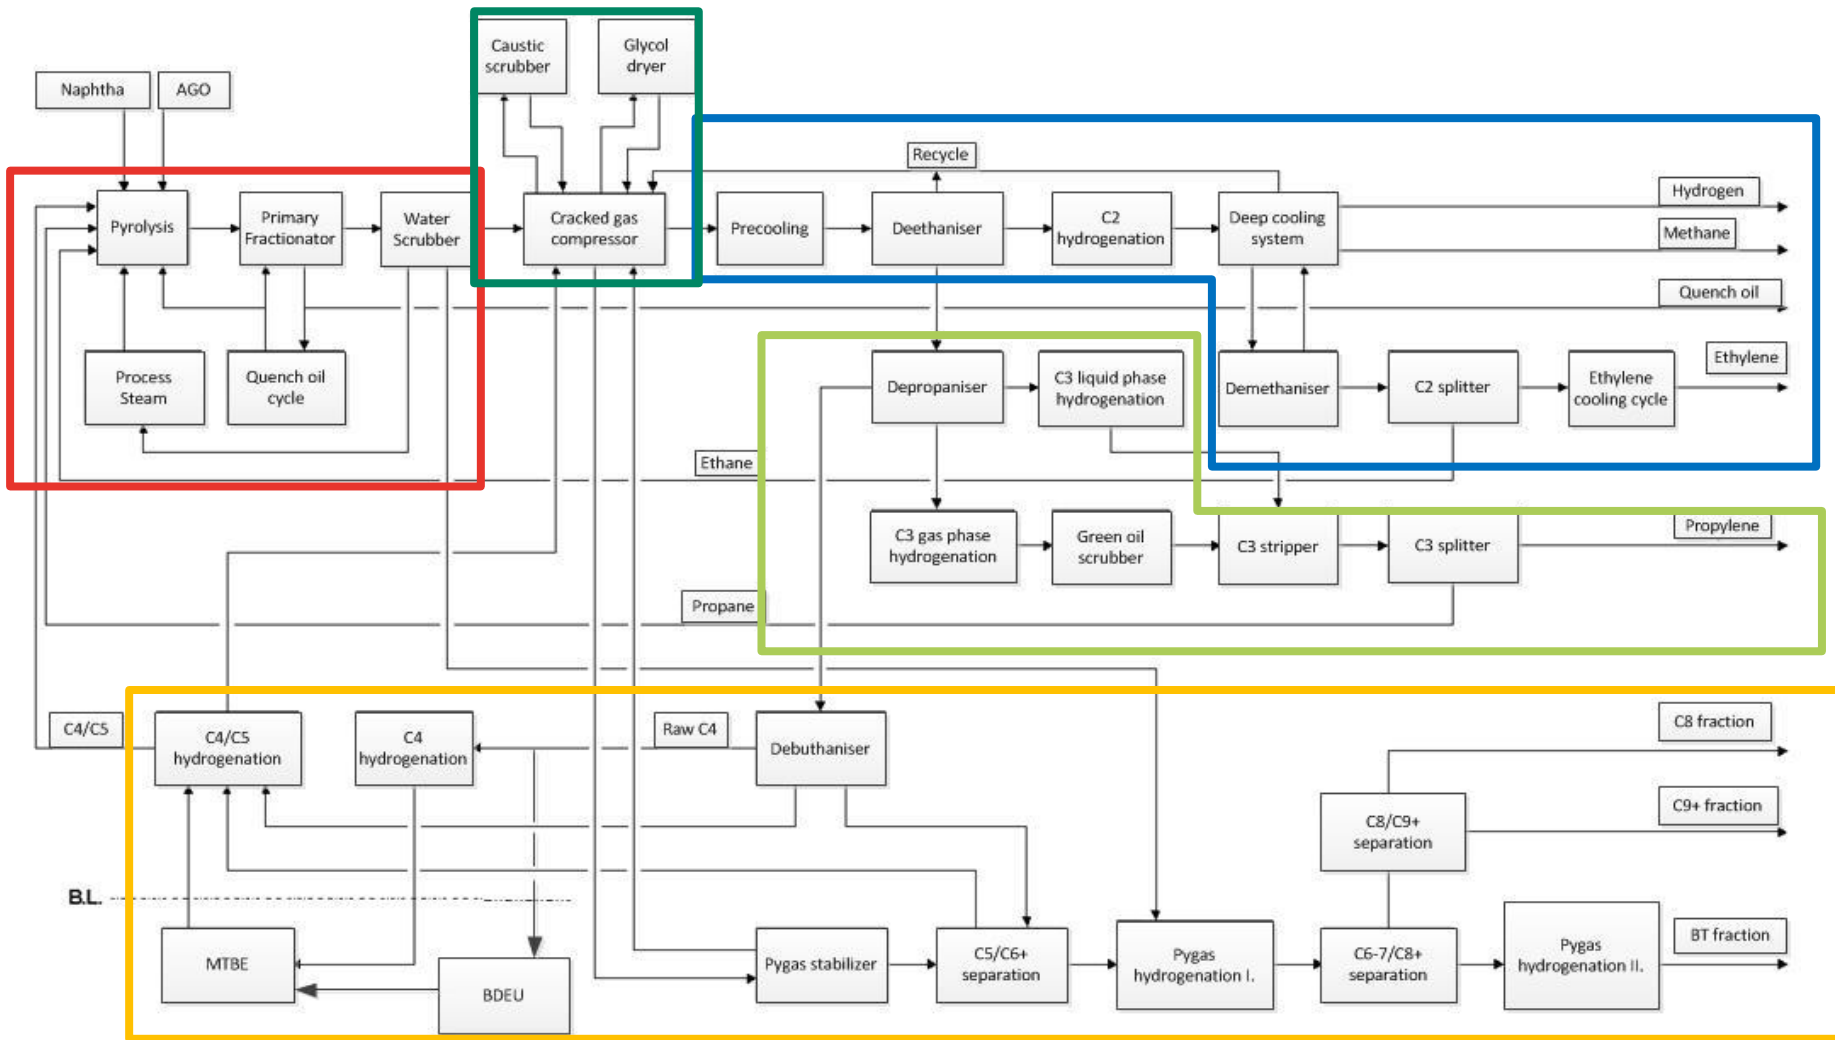 Caustic
scrubber
Glycol
dryer
Naphtha
AGO
Recycle
Pyrolysis
Primary
Fractionator
Water
Scrubber
Cracked gas
compressor
Precooling
Deethaniser
C2
hydrogenation
Deep cooling
system
Hydrogen
Methane
Quench oil
Process
Steam
Quench oil
cycle
Depropaniser
C3 liquid phase
hydrogenation
Demethaniser
C2 splitter
Ethylene
cooling cycle
Ethylene
Ethane
C3 gas phase
hydrogenation
Green oil
scrubber
C3 stripper
C3 splitter
Propylene
Propane
C4/C5
C4/C5
hydrogenation
C4
hydrogenation
Raw C4
Debuthaniser
C8 fraction
C8/C9+
separation
C9+ fraction
B.L.
MTBE
BDEU
Pygas stabilizer
C5/C6+
separation
Pygas
hydrogenation I.
C6-7/C8+
separation
Pygas
hydrogenation II.
BT fraction